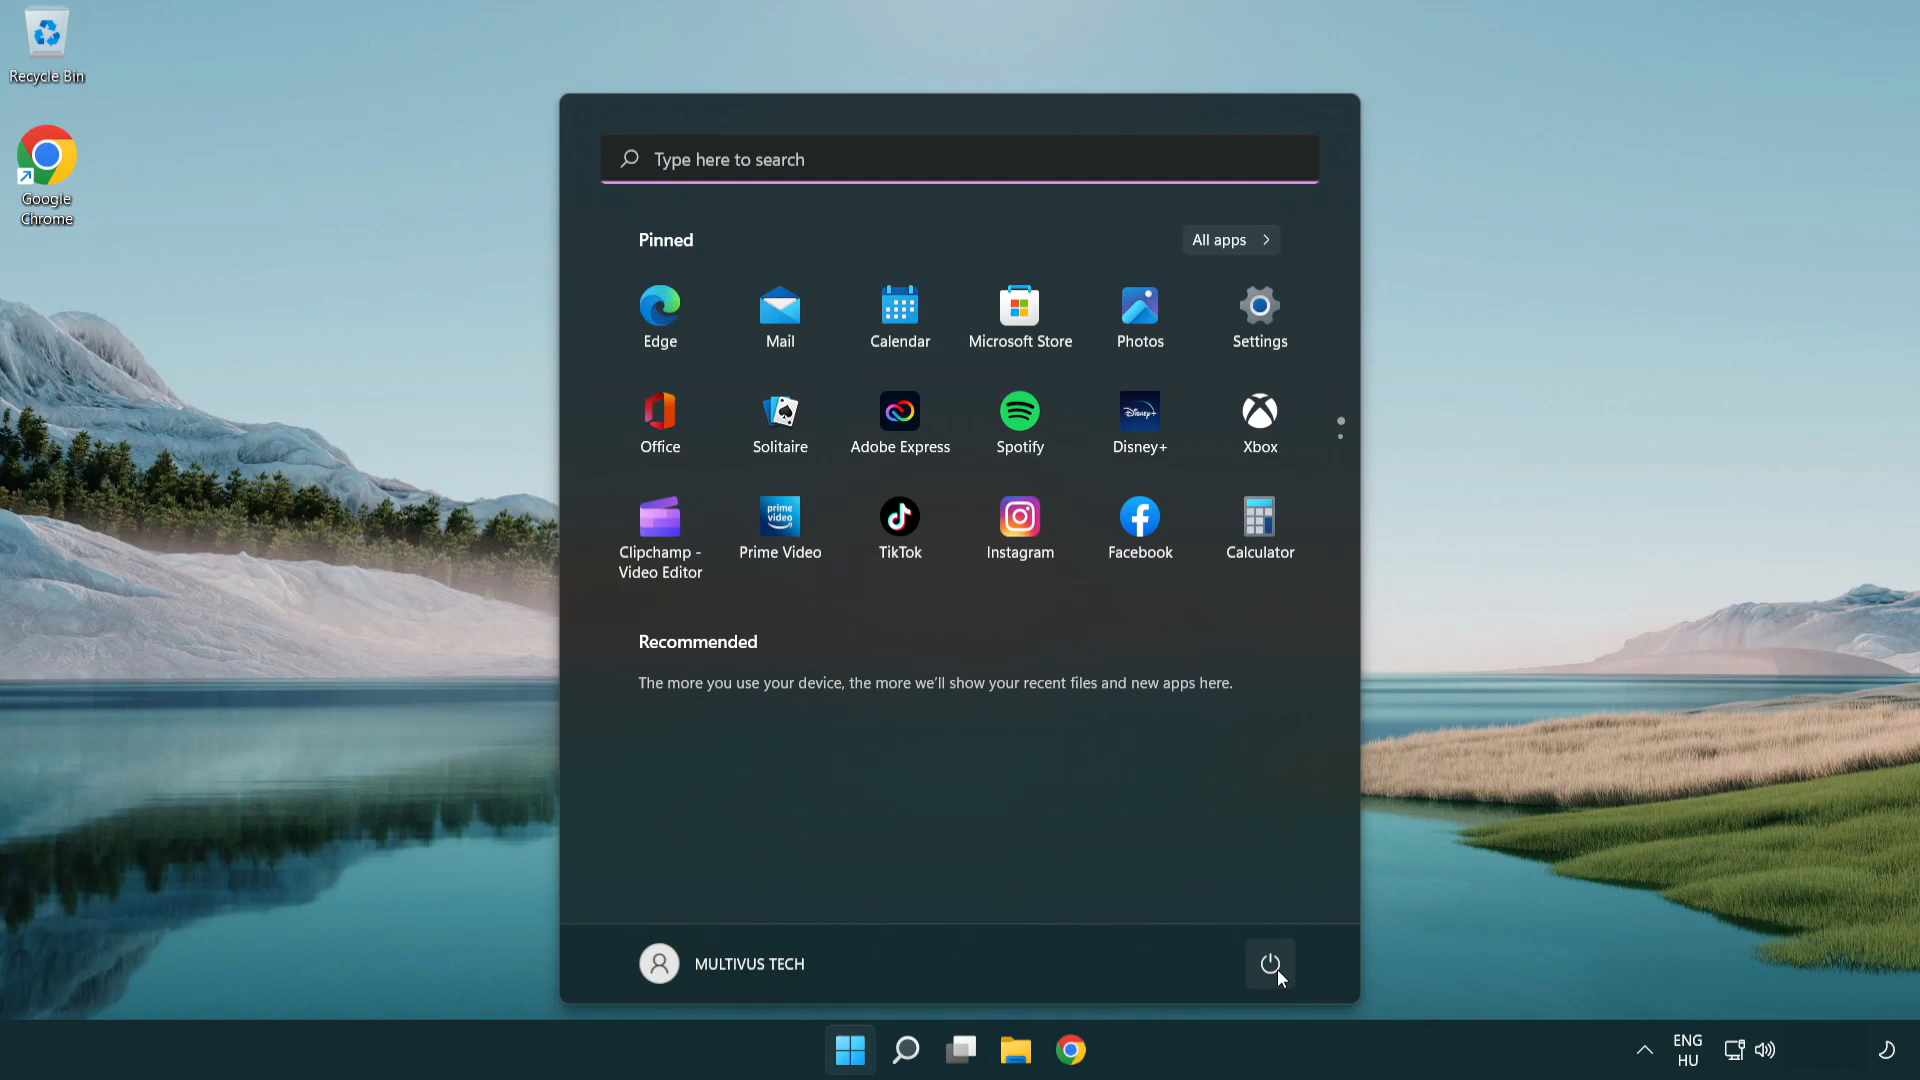 Recycle Bin
Google
Chrome
Type here to search
Pinned
All apps
Edge
Mail
Calendar
Microsoft Store
Photos
Settings
Office
Solitaire
Adobe Express
Spotify
Disney+
Disney+
Xbox
prime
video
Clipchamp -
Video Editor
Prime Video
TikTok
Instagram
Facebook
Calculator
Recommended
The more you use your device, the more we’ll show your recent files and new apps here.
MULTIVUS TECH
ENG
HU